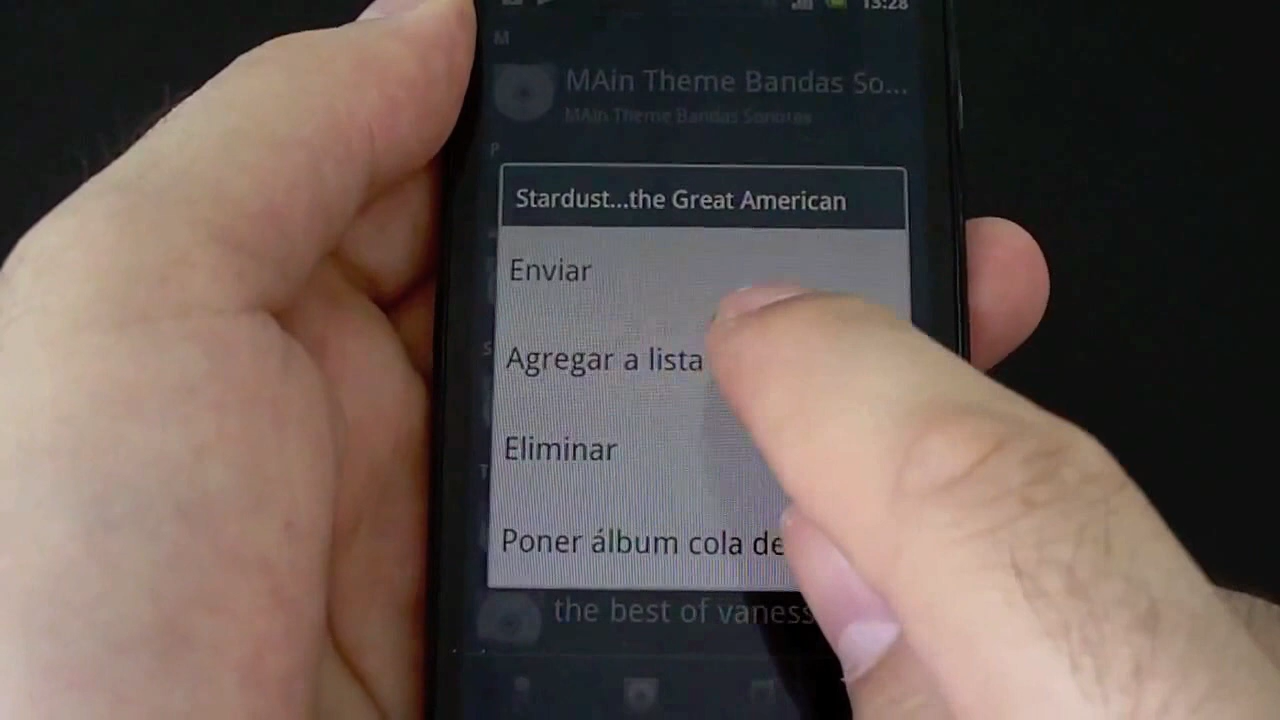 13:28
M
MAin Theme Bandas So...
MAin Theme Bandas Sonoras
P
Stardust...the Great American
Enviar
S
Agregar a lista
Eliminar
T
Poner álbum cola de
the best of vaness